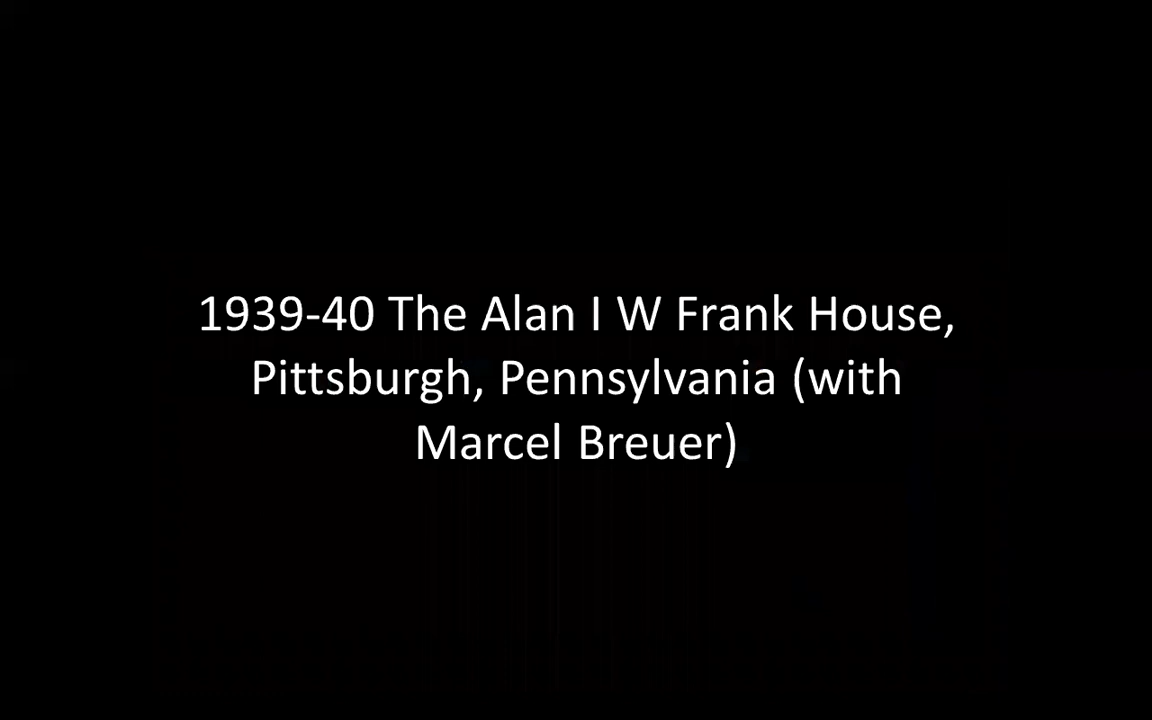 1939-40 The Alan I W Frank House,
Pittsburgh, Pennsylvania (with
Marcel Breuer)